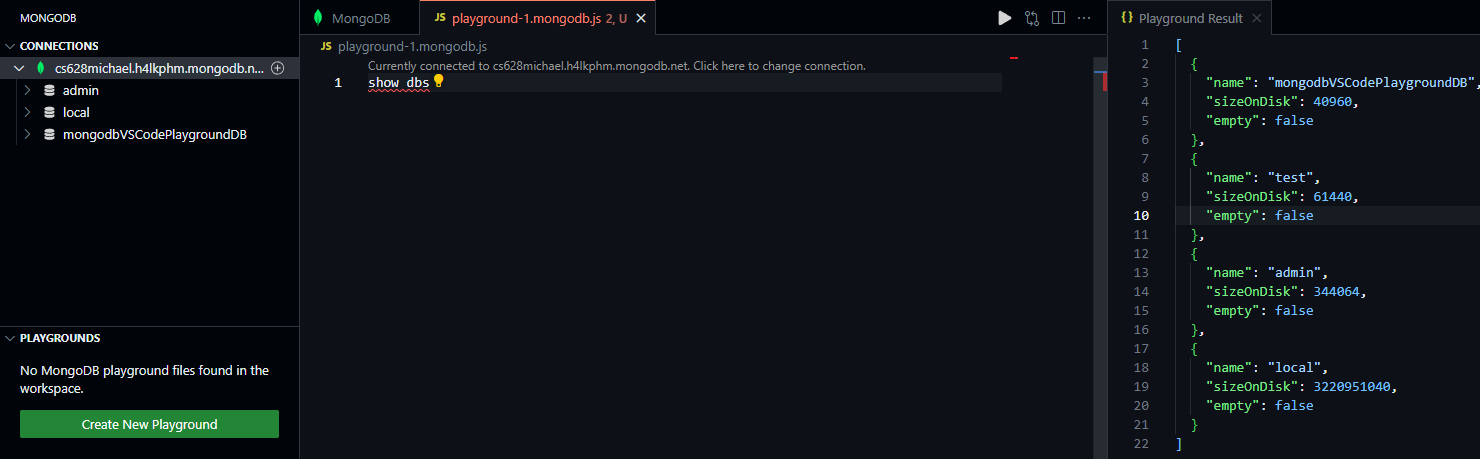 MONGODB
CONNECTIONS
cs628michael.h4lkphm.mongodb.n...
admin
local
mongodbVSCodePlaygroundDB
PLAYGROUNDS
No MongoDB playground files found in the
workspace.
Create New Playground
MongoDB
playground-1.mongodb.js 2, U
JS playground-1.mongodb.js
Currently connected to cs628michael.h4lkphm.mongodb.net. Click here to change connection.
1 show dbs
{} Playground Result
1 [
2 {
3 "name": "mongodbVSCodePlaygroundDB",
4 "sizeOnDisk": 40960,
5 "empty": false
6 },
7 {
8 "name": "test",
9 "sizeOnDisk": 61440,
10 "empty": false
11 },
12 {
13 "name": "admin",
14 "sizeOnDisk": 344064,
15 "empty": false
16 },
17 {
18 "name": "local",
19 "sizeOnDisk": 3220951040,
20 "empty": false
21 }
22 ]